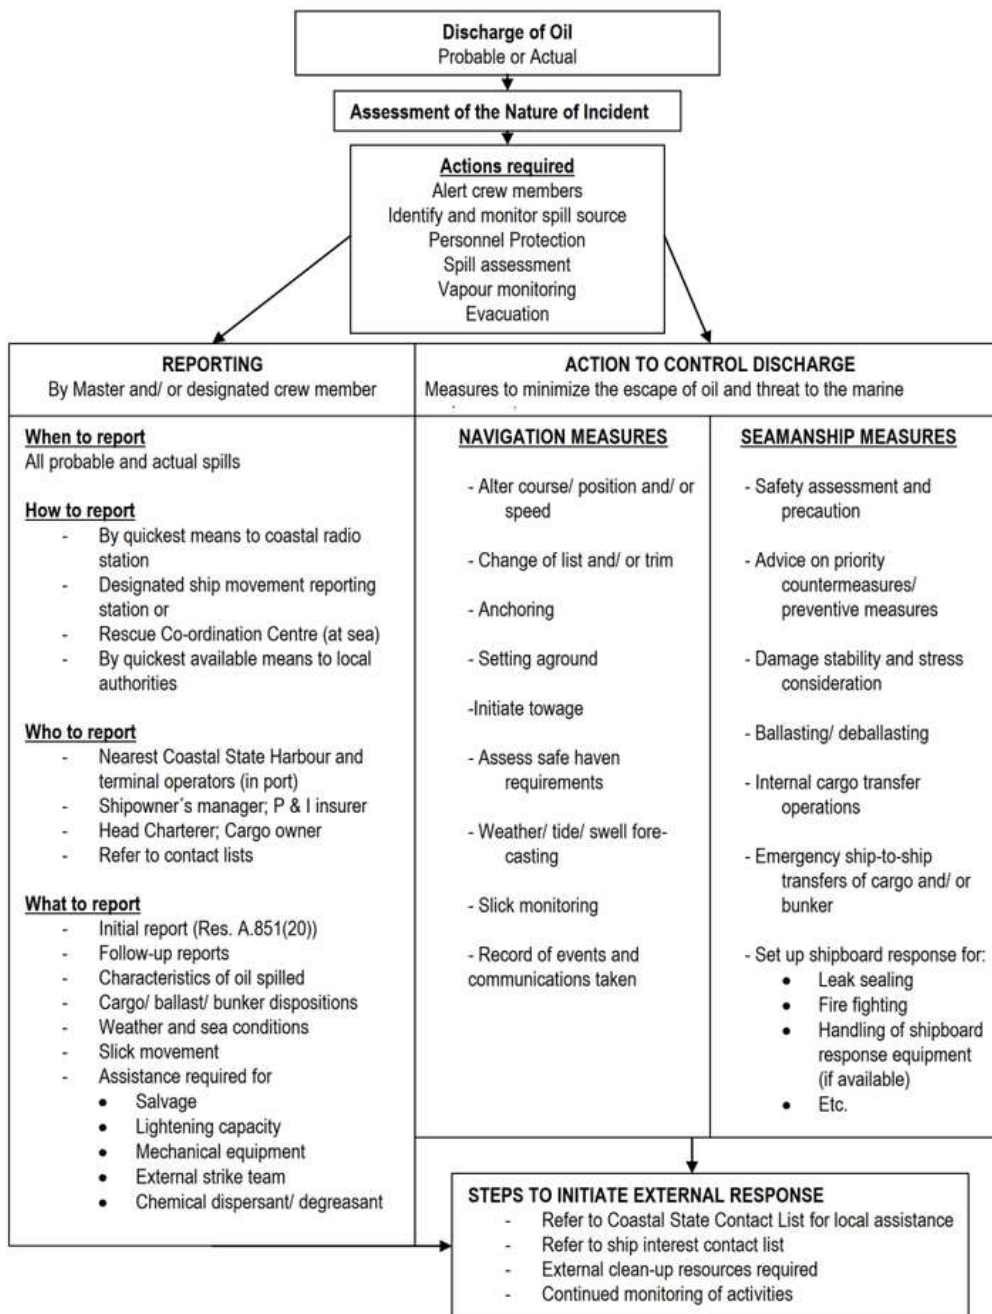 Discharge of Oil
Probable or Actual
Assessment of the Nature of Incident
Actions required
Alert crew members
Identify and monitor spill source
Personnel Protection
Spill assessment
Vapour monitoring
Evacuation
REPORTING
By Master and/ or designated crew member
ACTION TO CONTROL DISCHARGE
Measures to minimize the escape of oil and threat to the marine
When to report
All probable and actual spills
How to report
- By quickest means to coastal radio
station
- Designated ship movement reporting
station or
- Rescue Co-ordination Centre (at sea)
- By quickest available means to local
authorities
Who to report
- Nearest Coastal State Harbour and
terminal operators (in port)
- Shipowner´s manager; P & I insurer
- Head Charterer; Cargo owner
- Refer to contact lists
What to report
- Initial report (Res. A.851(20))
- Follow-up reports
- Characteristics of oil spilled
- Cargo/ ballast/ bunker dispositions
- Weather and sea conditions
- Slick movement
- Assistance required for
• Salvage
• Lightening capacity
• Mechanical equipment
• External strike team
• Chemical dispersant/ degreasant
NAVIGATION MEASURES
- Alter course/ position and/ or
speed
- Change of list and/ or trim
- Anchoring
- Setting aground
-Initiate towage
- Assess safe haven
requirements
- Weather/ tide/ swell fore-
casting
- Slick monitoring
- Record of events and
communications taken
SEAMANSHIP MEASURES
- Safety assessment and
precaution
- Advice on priority
countermeasures/
preventive measures
- Damage stability and stress
consideration
- Ballasting/ deballasting
- Internal cargo transfer
operations
- Emergency ship-to-ship
transfers of cargo and/ or
bunker
- Set up shipboard response for:
• Leak sealing
• Fire fighting
• Handling of shipboard
response equipment
(if available)
• Etc.
STEPS TO INITIATE EXTERNAL RESPONSE
- Refer to Coastal State Contact List for local assistance
- Refer to ship interest contact list
- External clean-up resources required
- Continued monitoring of activities